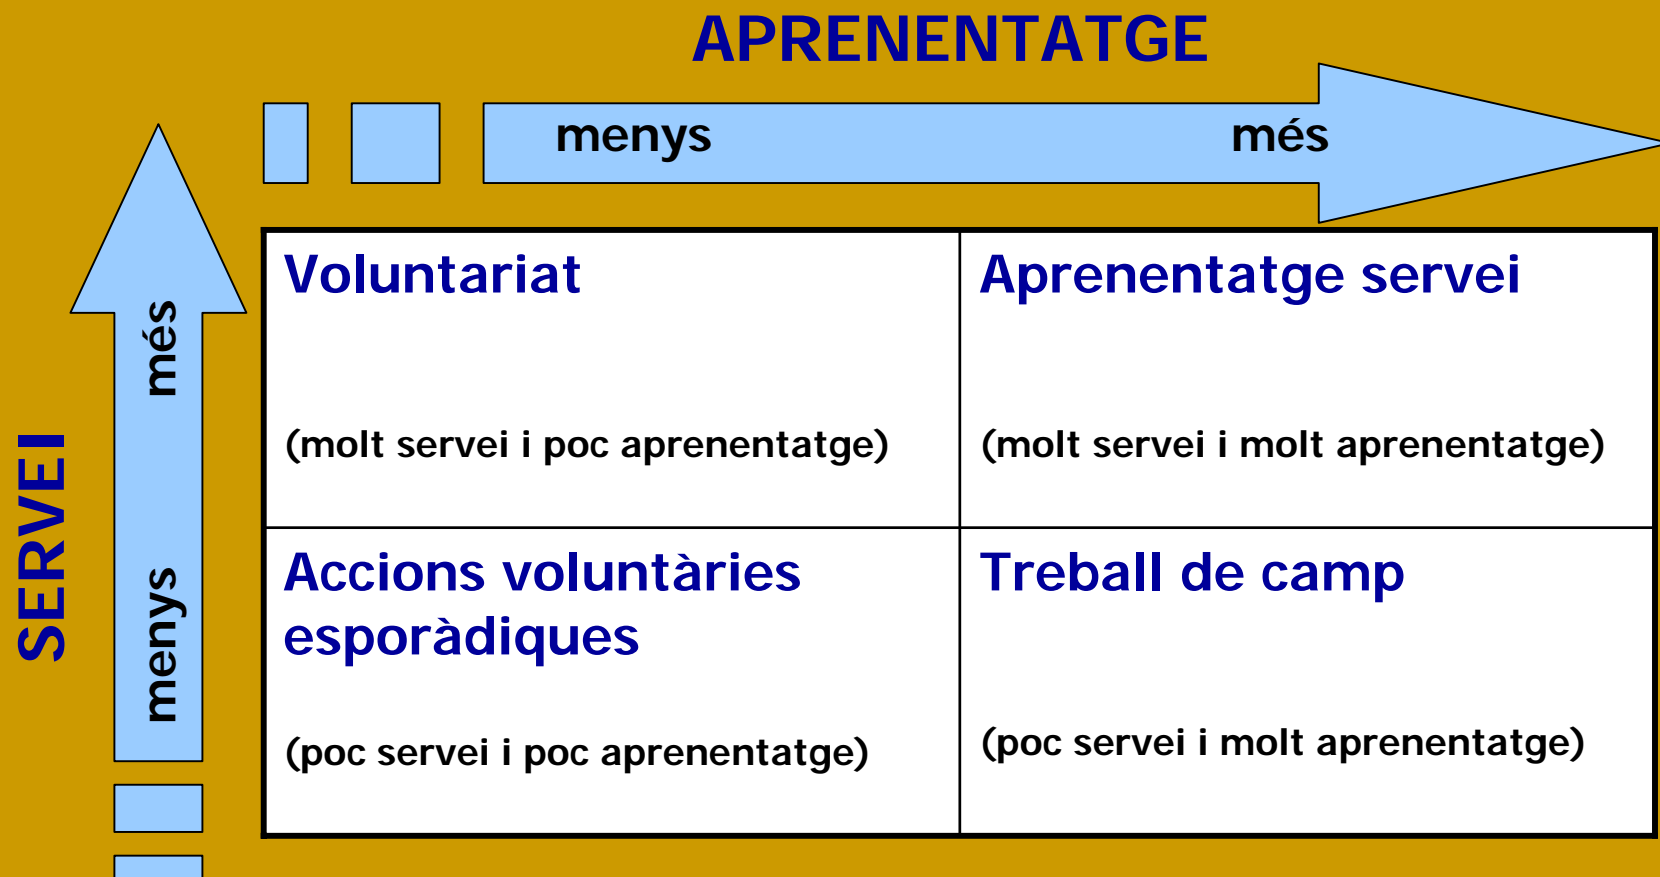 APRENENTATGE
menys més
SERVEI
més
menys
Voluntariat
(molt servei i poc aprenentatge)
Aprenentatge servei
(molt servei i molt aprenentatge)
Accions voluntàries
esporàdiques
(poc servei i poc aprenentatge)
Treball de camp
(poc servei i molt aprenentatge)